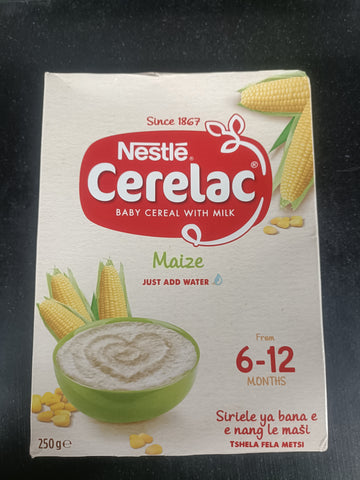 Since 1867
Nestlé®
Cerelac®
BABY CEREAL WITH MILK
Maize
JUST ADD WATER
From
6-12
MONTHS
Siriele ya bana e
e nang le maši
TSHELA FELA METSI
250g℮